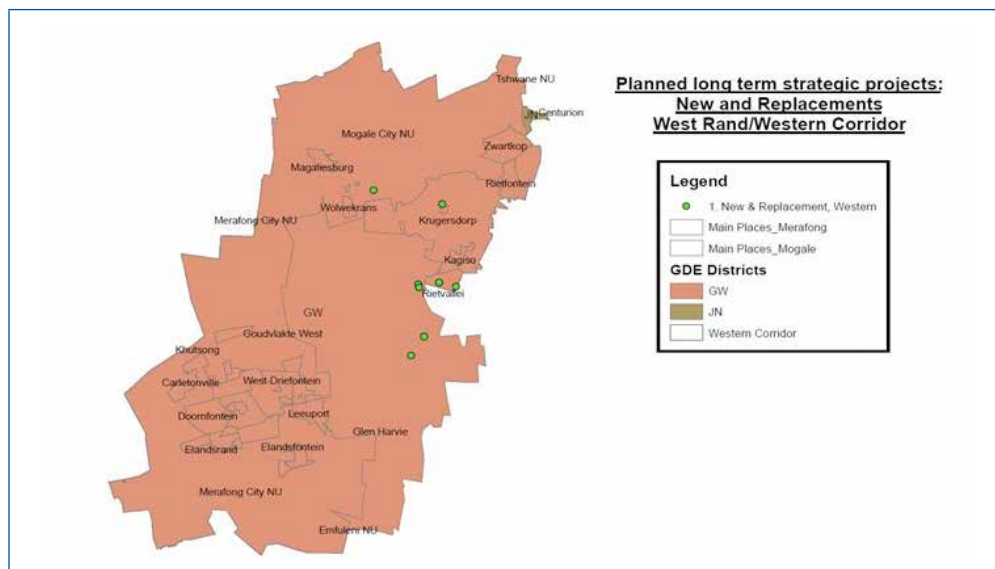 Planned long term strategic projects:
New and Replacements
West Rand/Western Corridor
Legend
1. New & Replacement, Western
Main Places_Merafong
Main Places_Mogale
GDE Districts
GW
JN
Western Corridor
Tshwane NU
JN
Centurion
Mogale City NU
Zwartkop
Magaliesburg
Rietfontein
Wolwekrans
Merafong City NU
Krugersdorp
Kagiso
Rietvallei
GW
Goudvlakte West
Khutsong
Carletonville
West-Driefontein
Doornfontein
Leeuport
Glen Harvie
Elandsrand
Elandsfontein
Merafong City NU
Emfuleni NU